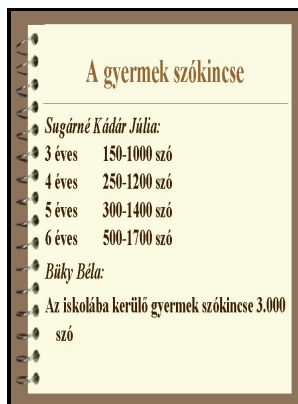 A gyermek szókincse
Sugárné Kádár Júlia:
3 éves 150-1000 szó
4 éves 250-1200 szó
5 éves 300-1400 szó
6 éves 500-1700 szó
Büky Béla:
Az iskolába kerülő gyermek szókincse 3.000
szó